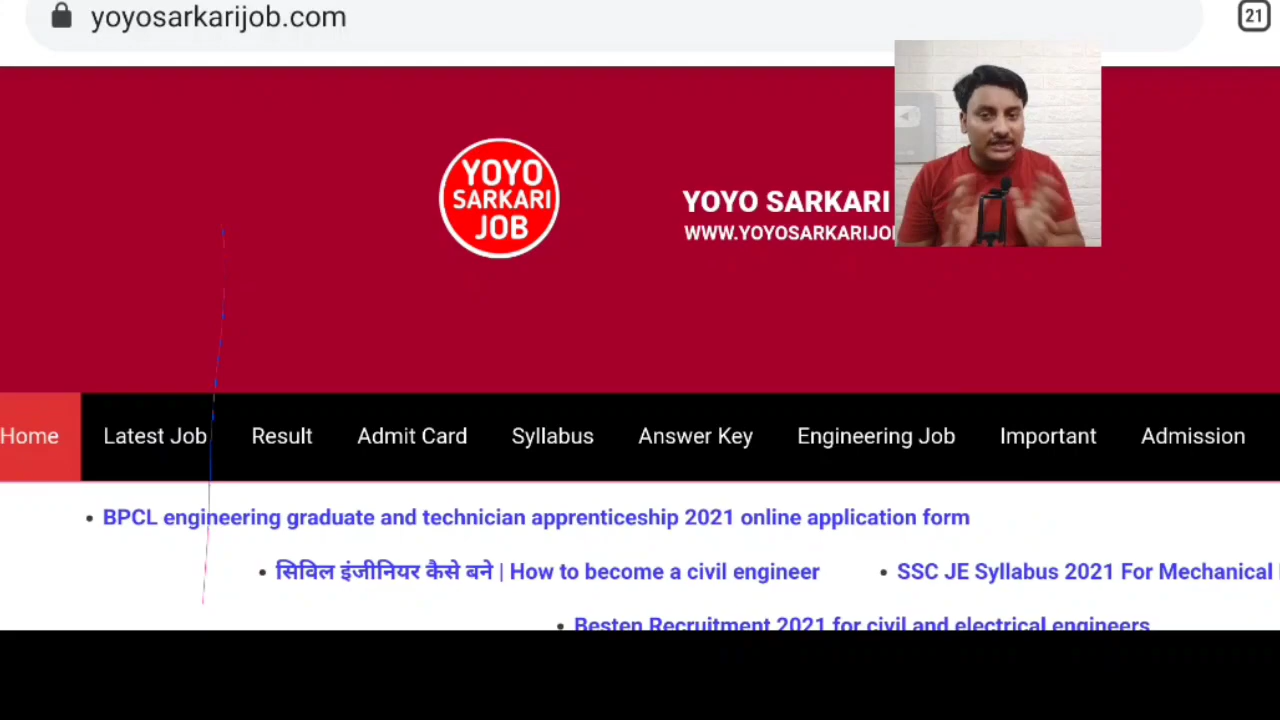 yoyosarkarijob.com
21
YOYO
SARKARI
JOB
YOYO SARKARI
WWW.YOYOSARKARIJO
Home Latest Job Result Admit Card Syllabus Answer Key Engineering Job Important Admission
• BPCL engineering graduate and technician apprenticeship 2021 online application form
• सिविल इंजीनियर कैसे बने | How to become a civil engineer • SSC JE Syllabus 2021 For Mechanical
• Besten Recruitment 2021 for civil and electrical engineers